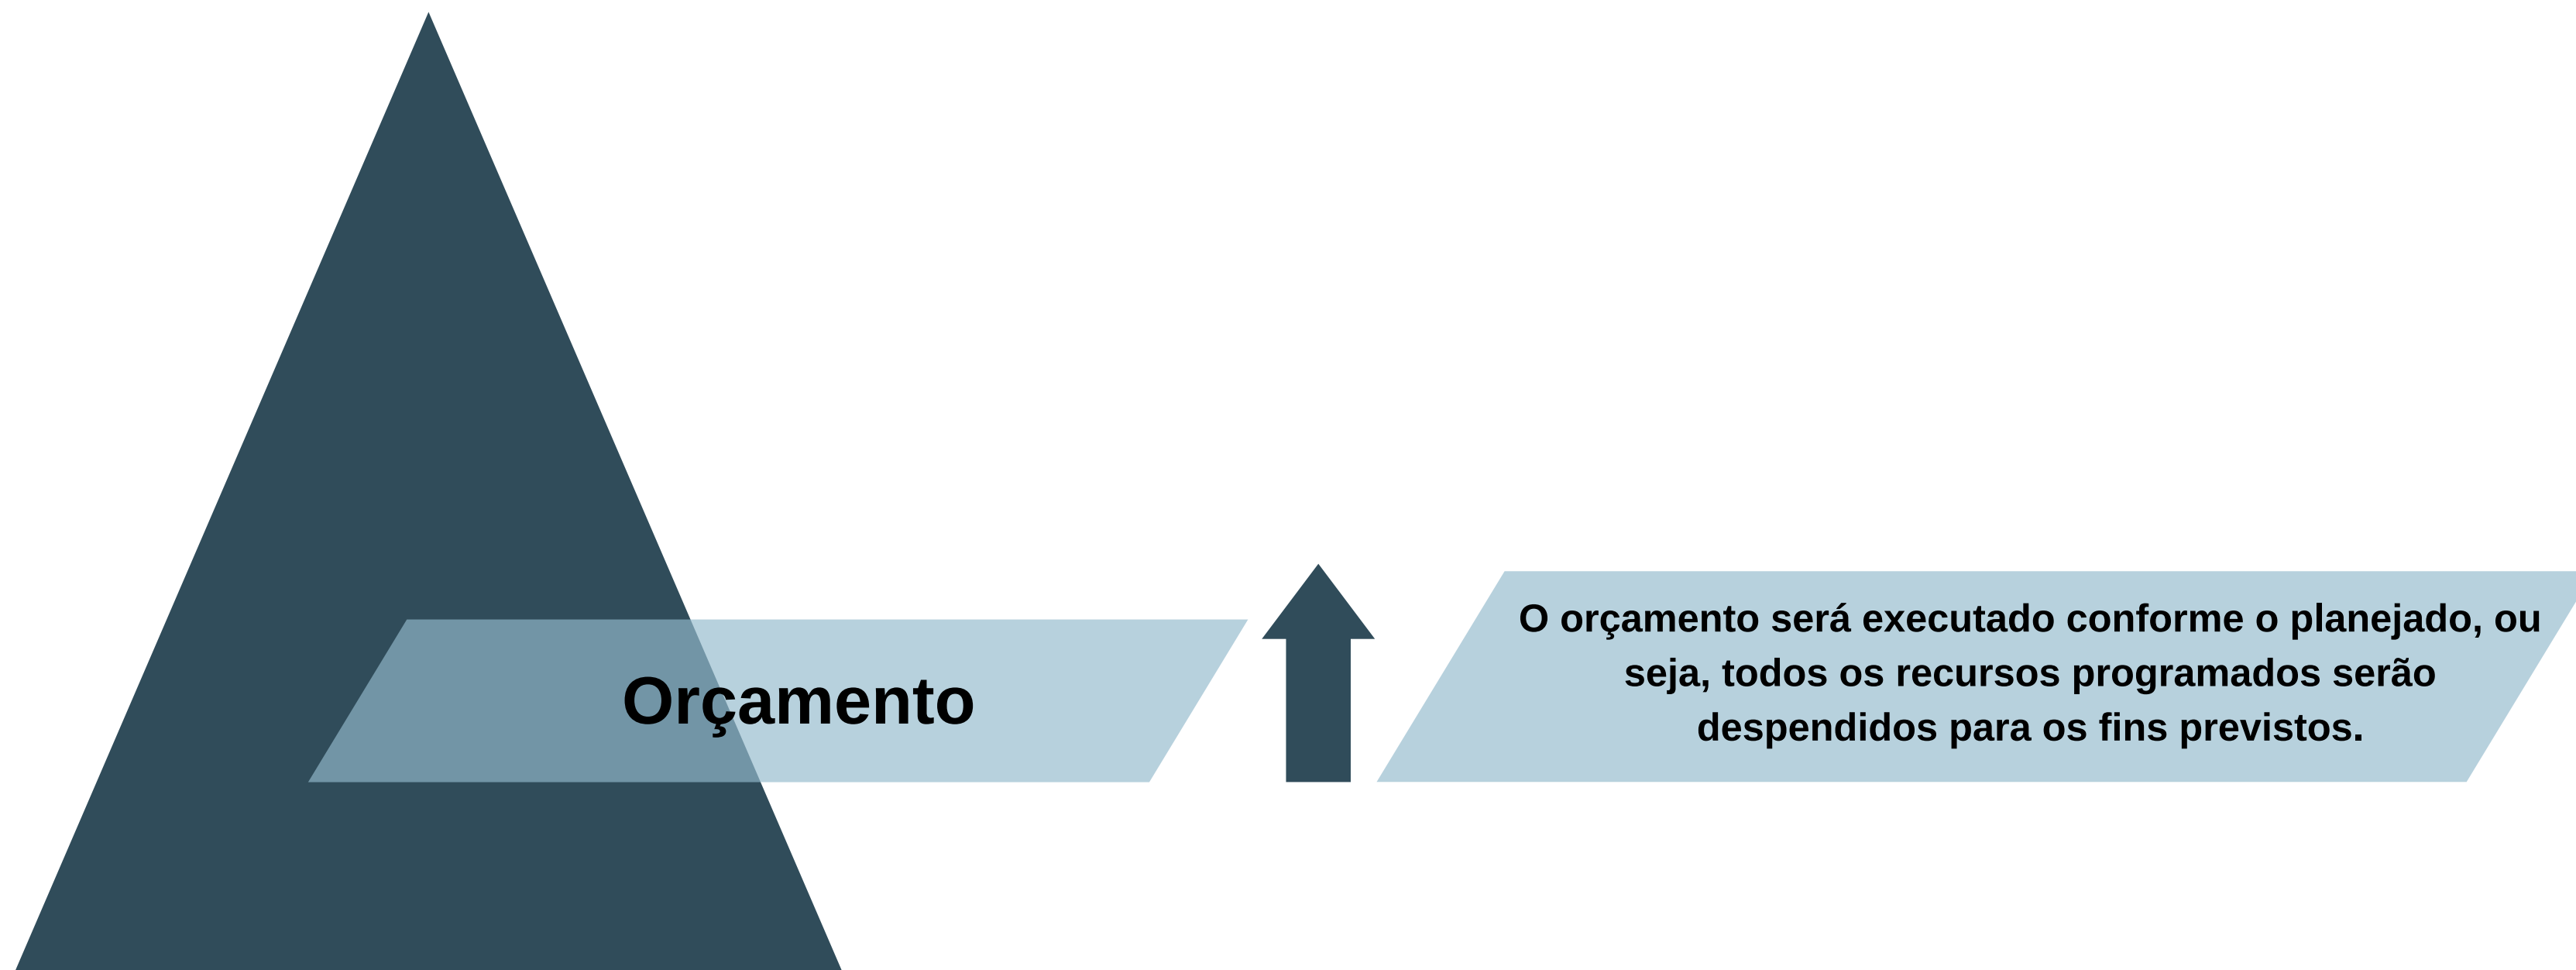 Orçamento
O orçamento será executado conforme o planejado, ou
seja, todos os recursos programados serão
despendidos para os fins previstos.